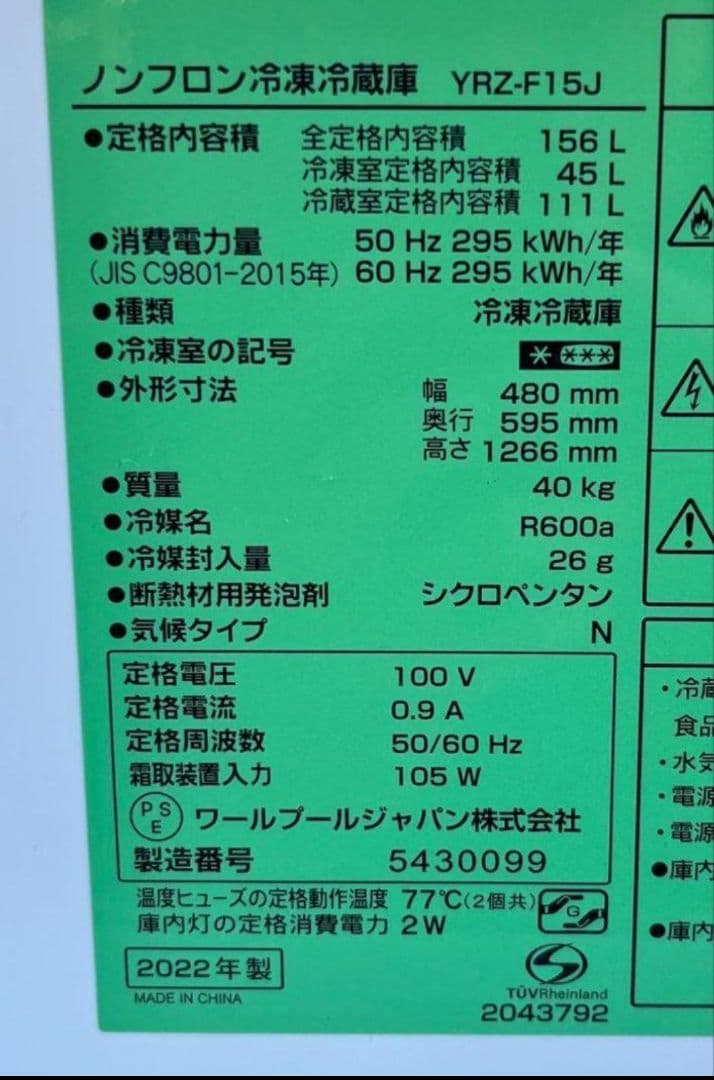 ノンフロン冷凍冷蔵庫 YRZ-F15J
●定格内容積 全定格内容積 156 L
冷凍室定格内容積 45 L
冷蔵室定格内容積 111 L
●消費電力量 50 Hz 295 kWh/年
(JIS C9801-2015年) 60 Hz 295 kWh/年
●種類 冷凍冷蔵庫
●冷凍室の記号 * ***
●外形寸法 幅 480 mm
奥行 595 mm
高さ 1266 mm
●質量 40 kg
●冷媒名 R600a
●冷媒封入量 26 g
●断熱材用発泡剤 シクロペンタン
●気候タイプ N
定格電圧 100 V
定格電流 0.9 A
定格周波数 50/60 Hz
霜取装置入力 105 W
PSE ワールプールジャパン株式会社
製造番号 5430099
温度ヒューズの定格動作温度 77℃(2個共)
庫内灯の定格消費電力 2W
G
2022年製
MADE IN CHINA
TÜVRheinland
2043792
・冷蔵
食品
・水気
・電源
・電源
●庫内
●庫内